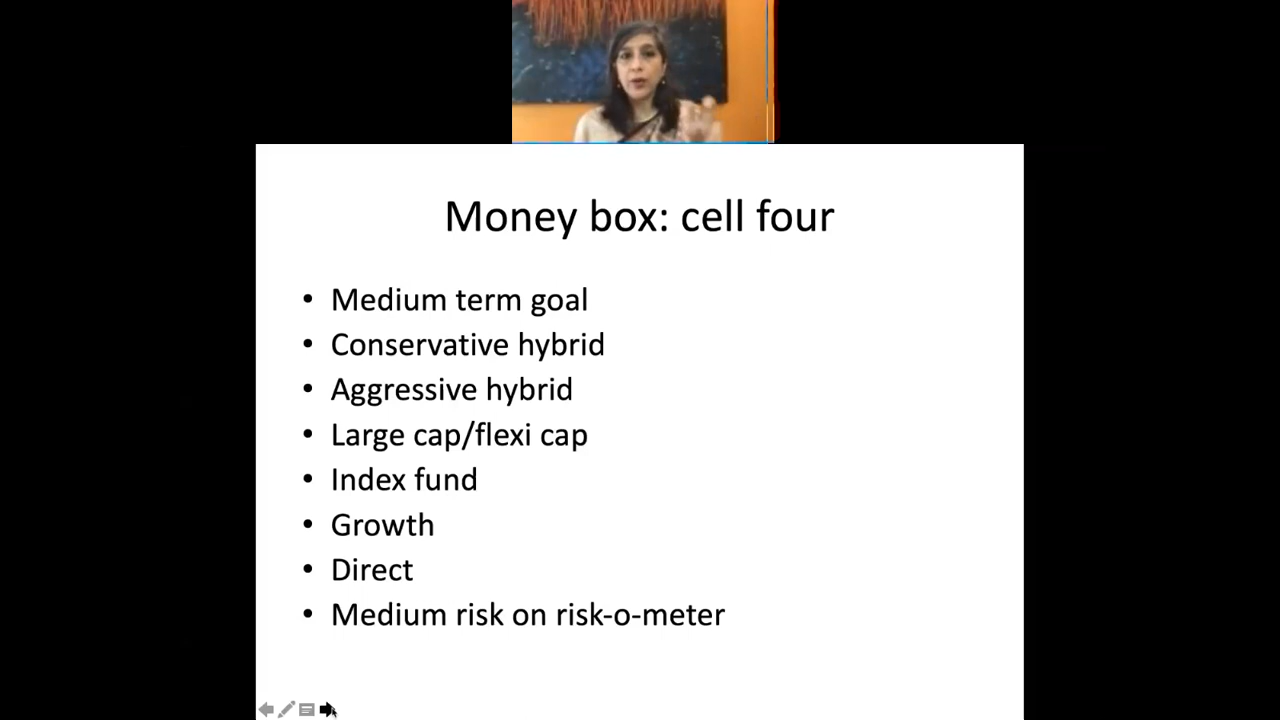 Money box: cell four
• Medium term goal
• Conservative hybrid
• Aggressive hybrid
• Large cap/flexi cap
• Index fund
• Growth
• Direct
• Medium risk on risk-o-meter